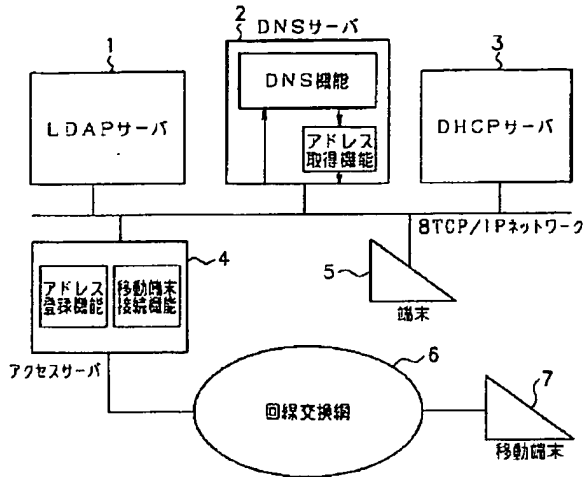 1
2
DNSサーバ
3
LDAPサーバ
DNS機能
アドレス
取得機能
DHCPサーバ
8TCP/IPネットワーク
4
アドレス
登録機能
移動端末
接続機能
5
端末
アクセスサーバ
6
回線交換網
7
移動端末